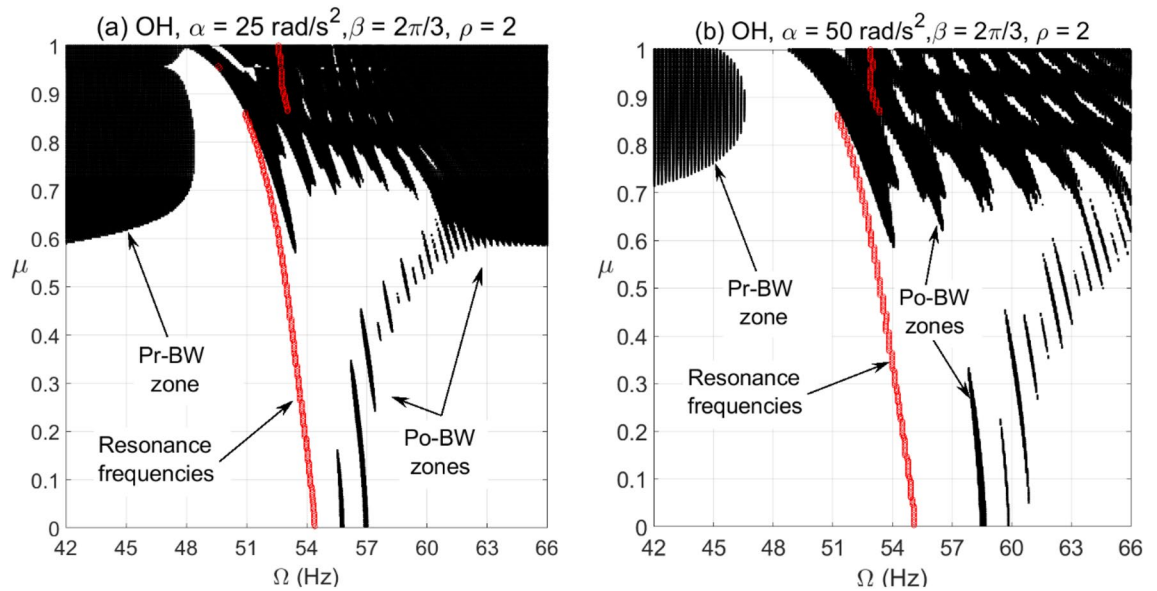 (a) OH, α = 25 rad/s²,β = 2π/3, ρ = 2
1
0.9
0.8
0.7
0.6
μ
0.5
0.4
0.3
0.2
0.1
0
Pr-BW
zone
Resonance
frequencies
Po-BW
zones
42 45 48 51 54 57 60 63 66
Ω (Hz)
(b) OH, α = 50 rad/s²,β = 2π/3, ρ = 2
1
0.9
0.8
0.7
0.6
μ
0.5
0.4
0.3
0.2
0.1
0
Pr-BW
zone
Po-BW
zones
Resonance
frequencies
42 45 48 51 54 57 60 63 66
Ω (Hz)